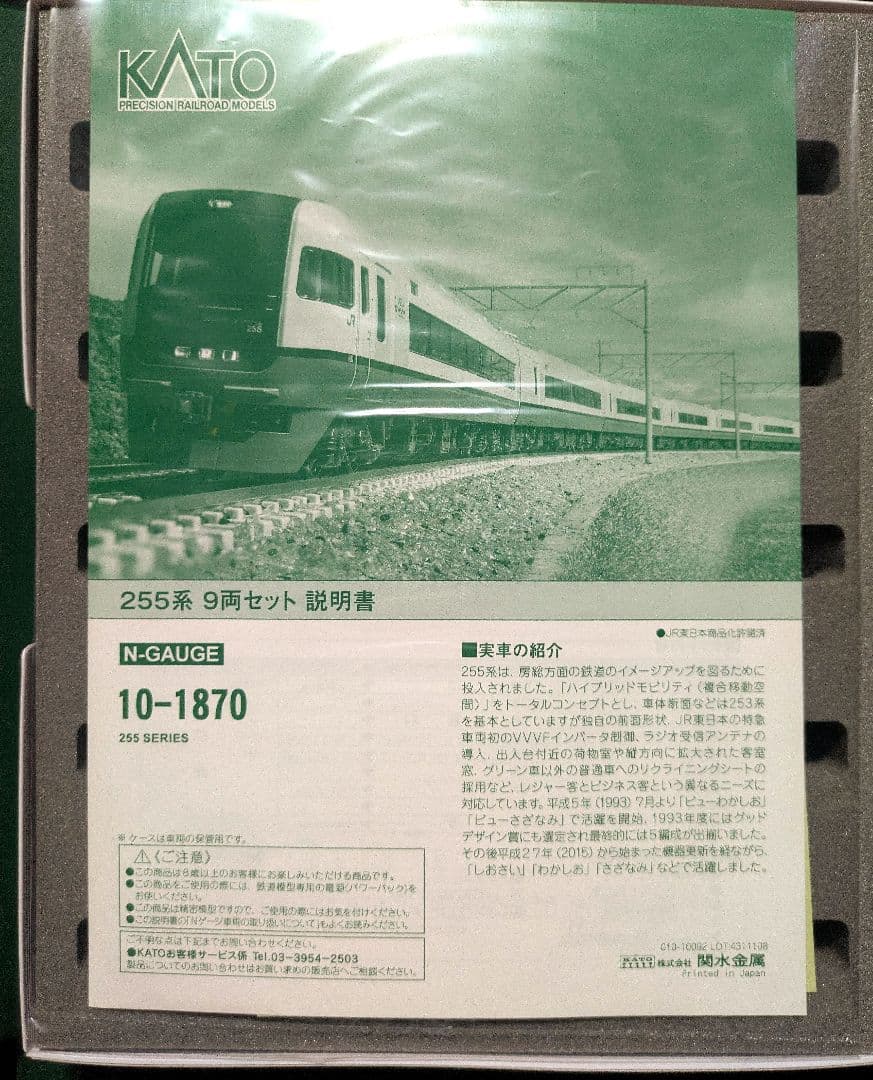 KATO
PRECISION RAILROAD MODELS
255
JR
255系 9両セット 説明書
●JR東日本商品化許諾済
N-GAUGE
10-1870
255 SERIES
■実車の紹介
255系は、房総方面の鉄道のイメージアップを図るために
投入されました。「ハイブリッドモビリティ(複合移動空
間)」をトータルコンセプトとし、車体断面などは253系
を基本としていますが独自の前面形状、JR東日本の特急
車両初のVVVFインバータ制御、ラジオ受信アンテナの
導入、出入台付近の荷物室や縦方向に拡大された客室
窓、グリーン車以外の普通車へのリクライニングシートの
採用など、レジャー客とビジネス客という異なるニーズに
対応しています。平成5年(1993)7月より「ビューわかしお」
「ビューさざなみ」で活躍を開始、1993年度にはグッド
デザイン賞にも選定され最終的には5編成が出揃いました。
その後平成27年(2015)から始まった機器更新を経ながら、
「しおさい」「わかしお」「さざなみ」などで活躍しました。
※ ケースは車両の保管用です。
⚠《ご注意》
●この商品は8歳以上のお客様にお楽しみいただける商品です。
●この商品をご使用の際には、鉄道模型専用の電源(パワーパック)を
お使いください。
●この商品は精密模型ですので、ご使用の際にはお気を付けください。
●この説明書の「Nゲージ車両の取り扱いについて」もよくお読みください。
ご不明な点は下記までお問い合わせください。
●KATOお客様サービス係 Tel.03-3954-2503
製品についてのお問い合わせはお買い求めの販売店へご相談ください。
KATO 株式会社 関水金属
Printed in Japan